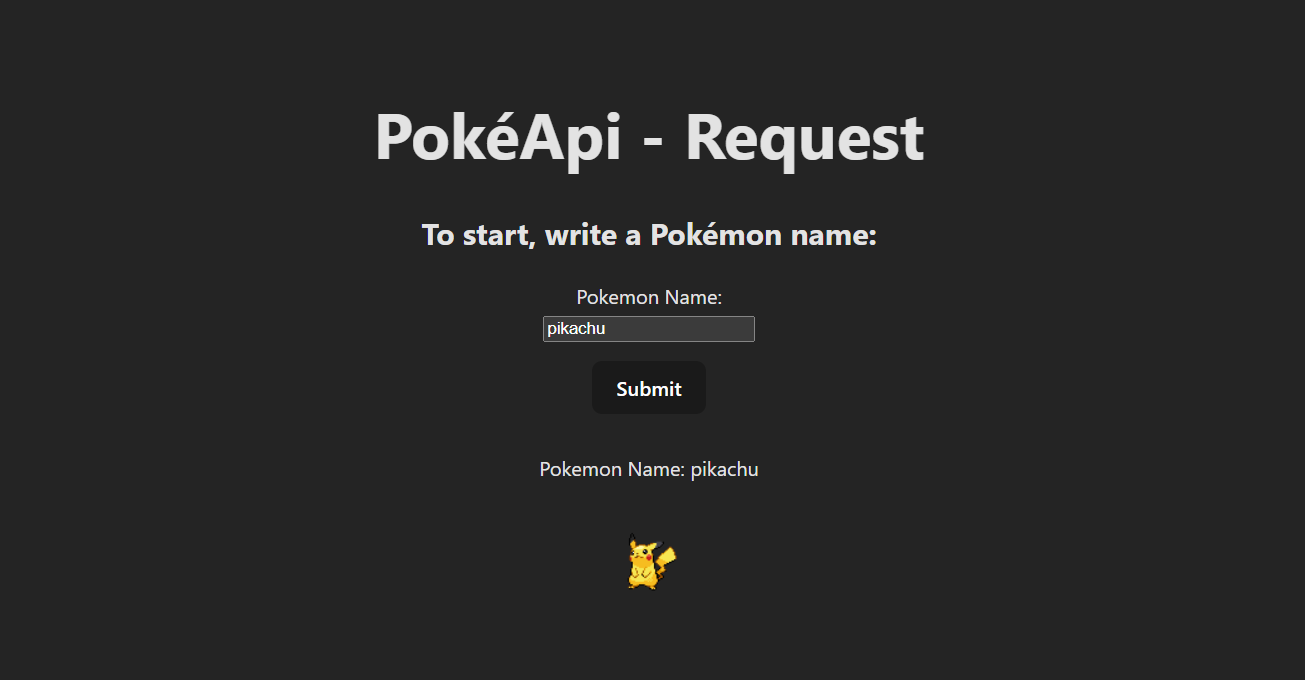 PokéApi - Request
To start, write a Pokémon name:
Pokemon Name:
pikachu
Submit
Pokemon Name: pikachu